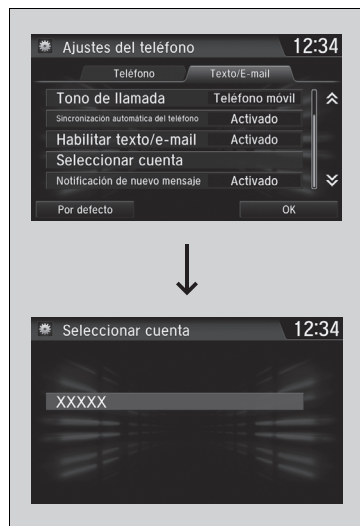 Ajustes del teléfono 12:34
Teléfono Texto/E-mail
Tono de llamada Teléfono móvil
Sincronización automática del teléfono Activado
Habilitar texto/e-mail Activado
Seleccionar cuenta
Notificación de nuevo mensaje Activado
Por defecto OK
Seleccionar cuenta 12:34
XXXXX